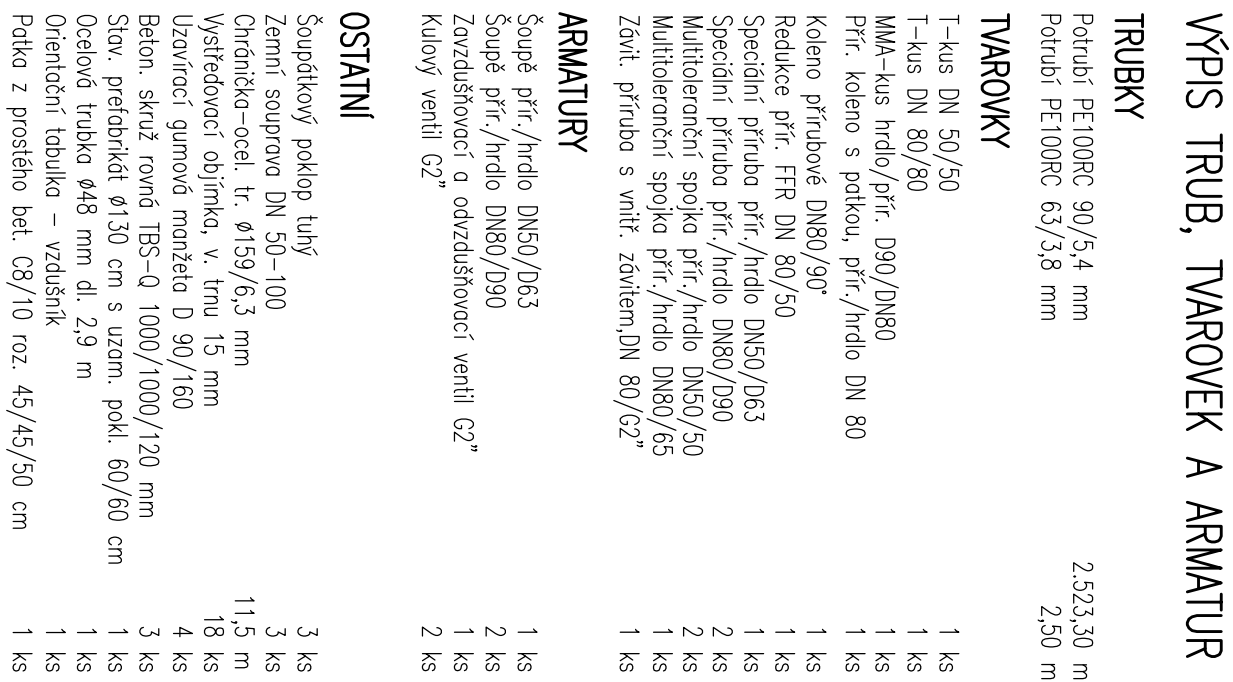 VÝPIS TRUB, TVAROVEK A ARMATUR
TRUBKY
Potrubí PE100RC 90/5,4 mm 2.523,30 m
Potrubí PE100RC 63/3,8 mm 2,50 m
TVAROVKY
T-kus DN 50/50 1 ks
T-kus DN 80/80 1 ks
MMA-kus hrdlo/přír. D90/DN80 1 ks
Přír. koleno s patkou, přír./hrdlo DN 80 1 ks
Koleno přírubové DN80/90° 1 ks
Redukce přír. FFR DN 80/50 1 ks
Speciální příruba přír./hrdlo DN50/D63 1 ks
Speciální příruba přír./hrdlo DN80/D90 2 ks
Multitoleranční spojka přír./hrdlo DN50/50 2 ks
Multitoleranční spojka přír./hrdlo DN80/65 1 ks
Závit. příruba s vnitř. závitem,DN 80/G2" 1 ks
ARMATURY
Šoupě přír./hrdlo DN50/D63 1 ks
Šoupě přír./hrdlo DN80/D90 2 ks
Zavzdušňovací a odvzdušňovací ventil G2" 1 ks
Kulový ventil G2" 2 ks
OSTATNÍ
Šoupátkový poklop tuhý 3 ks
Zemní souprava DN 50-100 3 ks
Chránička-ocel. tr. ø159/6,3 mm 11,5 m
Vystřeďovací objímka, v. trnu 15 mm 18 ks
Uzavírací gumová manžeta D 90/160 4 ks
Beton. skruž rovná TBS-Q 1000/1000/120 mm 3 ks
Stav. prefabrikát ø130 cm s uzam. pokl. 60/60 cm 1 ks
Ocelová trubka ø48 mm dl. 2,9 m 1 ks
Orientační tabulka - vzdušník 1 ks
Patka z prostého bet. C8/10 roz. 45/45/50 cm 1 ks